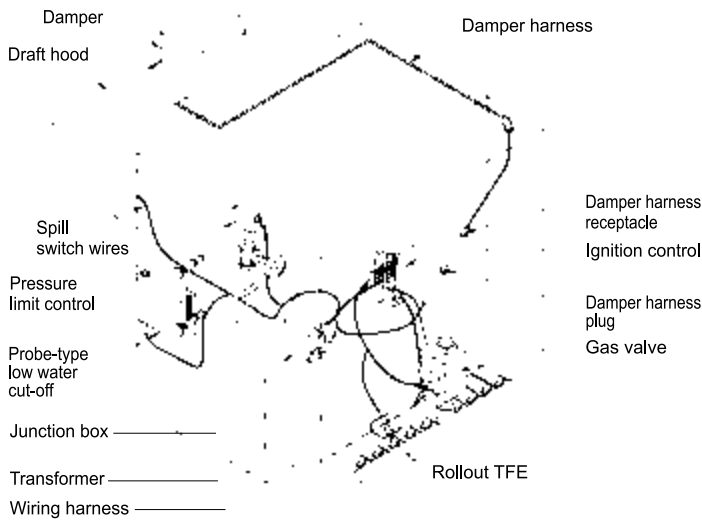 Damper
Damper harness
Draft hood
Spill
switch wires
Pressure
limit control
Probe-type
low water
cut-off
Junction box
Transformer
Wiring harness
Damper harness
receptacle
Ignition control
Damper harness
plug
Gas valve
Rollout TFE